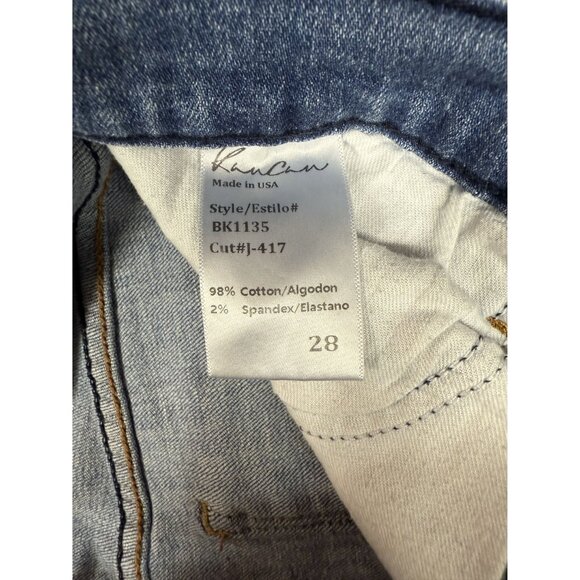 KanCan
Made in USA
Style/Estilo#
BK1135
Cut#J-417
98% Cotton/Algodon
2% Spandex/Elastano
28